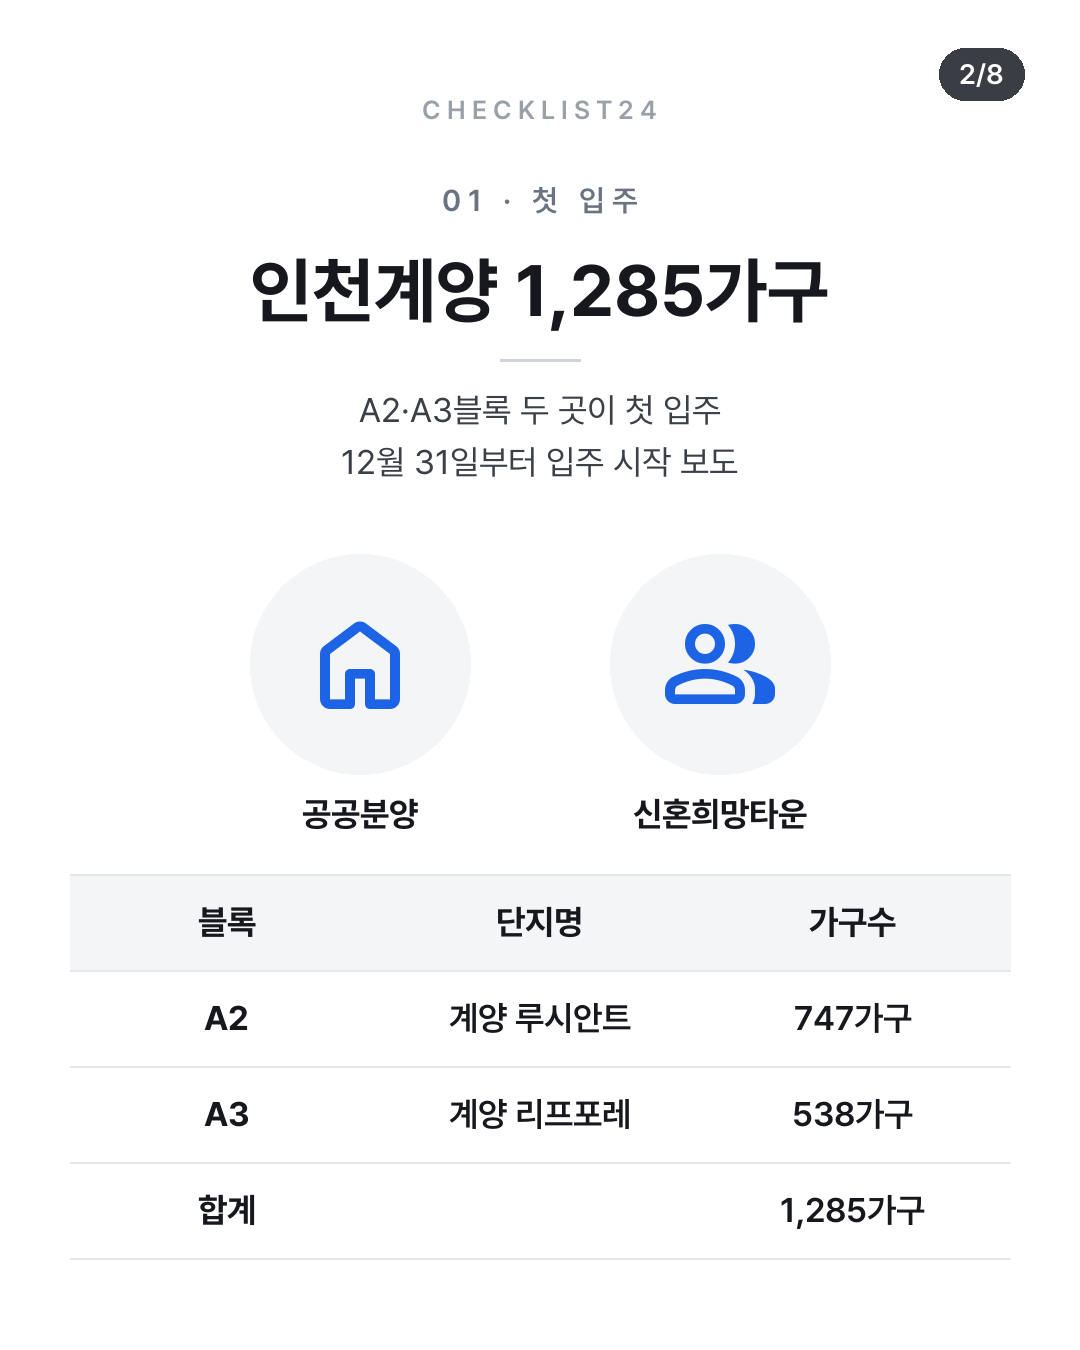 2/8
CHECKLIST24
01 · 첫 입주
인천계양 1,285가구
A2·A3블록 두 곳이 첫 입주
12월 31일부터 입주 시작 보도
공공분양 신혼희망타운
블록 단지명 가구수
A2 계양 루시안트 747가구
A3 계양 리프포레 538가구
합계 1,285가구